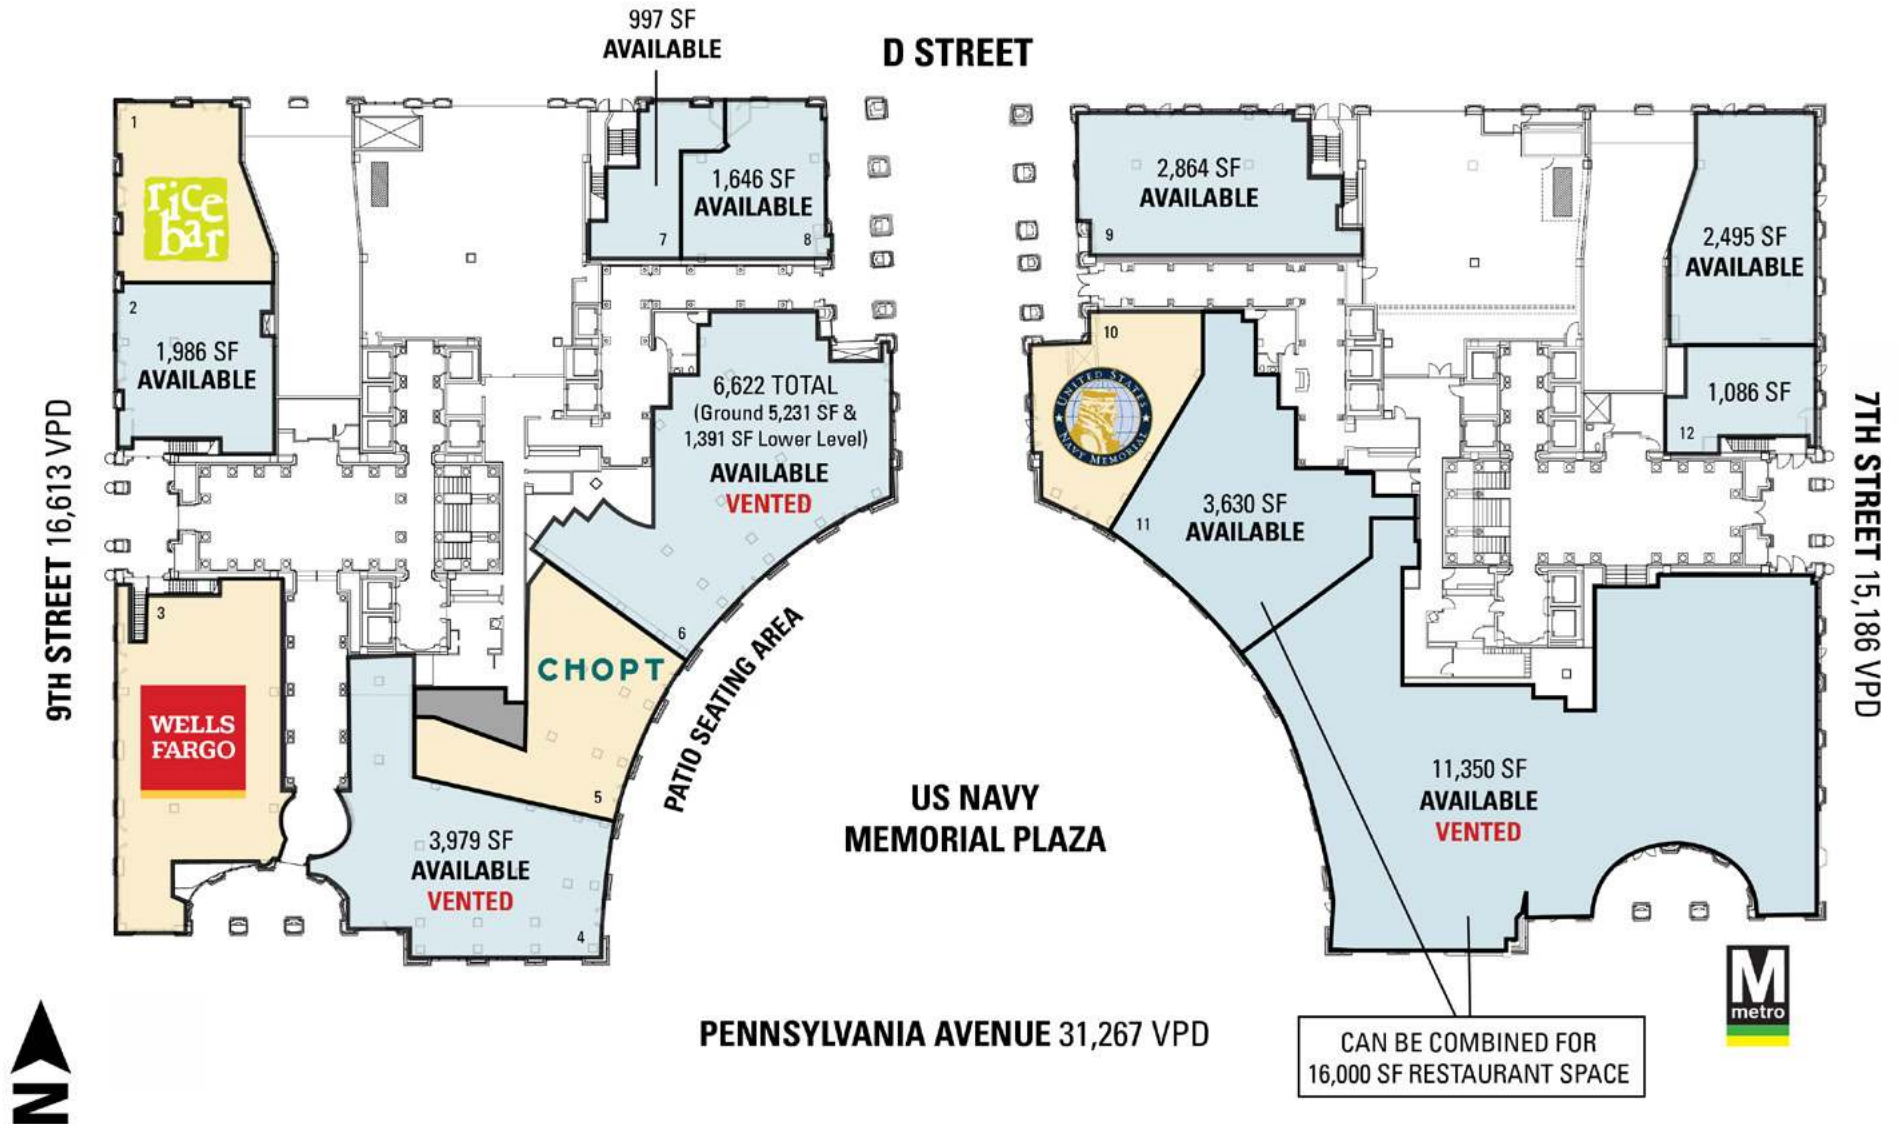 997 SF
AVAILABLE
D STREET
1
rice
bar
1,646 SF
AVAILABLE
7
8
2,864 SF
AVAILABLE
9
2,495 SF
AVAILABLE
2
1,986 SF
AVAILABLE
6,622 TOTAL
(Ground 5,231 SF &
1,391 SF Lower Level)
AVAILABLE
VENTED
6
10
UNITED STATES
NAVY MEMORIAL
1,086 SF
12
3,630 SF
AVAILABLE
11
9TH STREET 16,613 VPD
7TH STREET 15,186 VPD
3
WELLS
FARGO
CHOPT
5
PATIO SEATING AREA
3,979 SF
AVAILABLE
VENTED
4
US NAVY
MEMORIAL PLAZA
11,350 SF
AVAILABLE
VENTED
M
metro
N
PENNSYLVANIA AVENUE 31,267 VPD
CAN BE COMBINED FOR
16,000 SF RESTAURANT SPACE